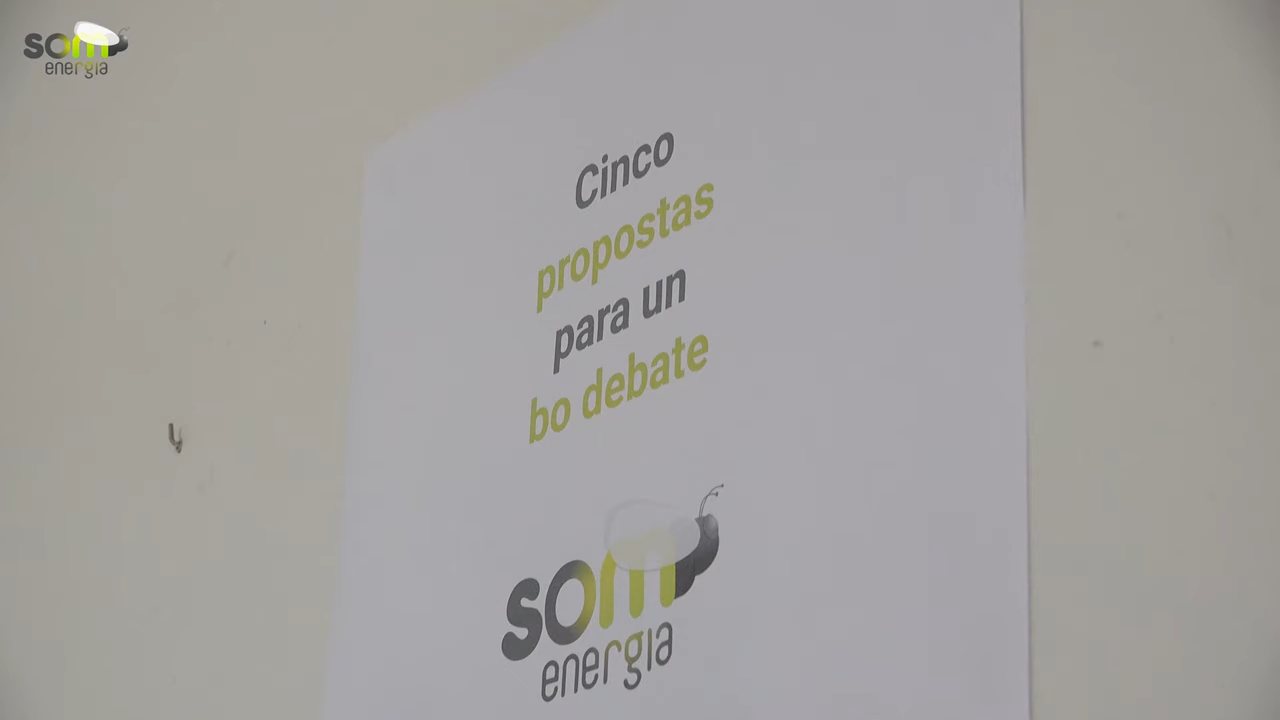 som
energia
Cinco
propostas
para un
bo debate
som
energia